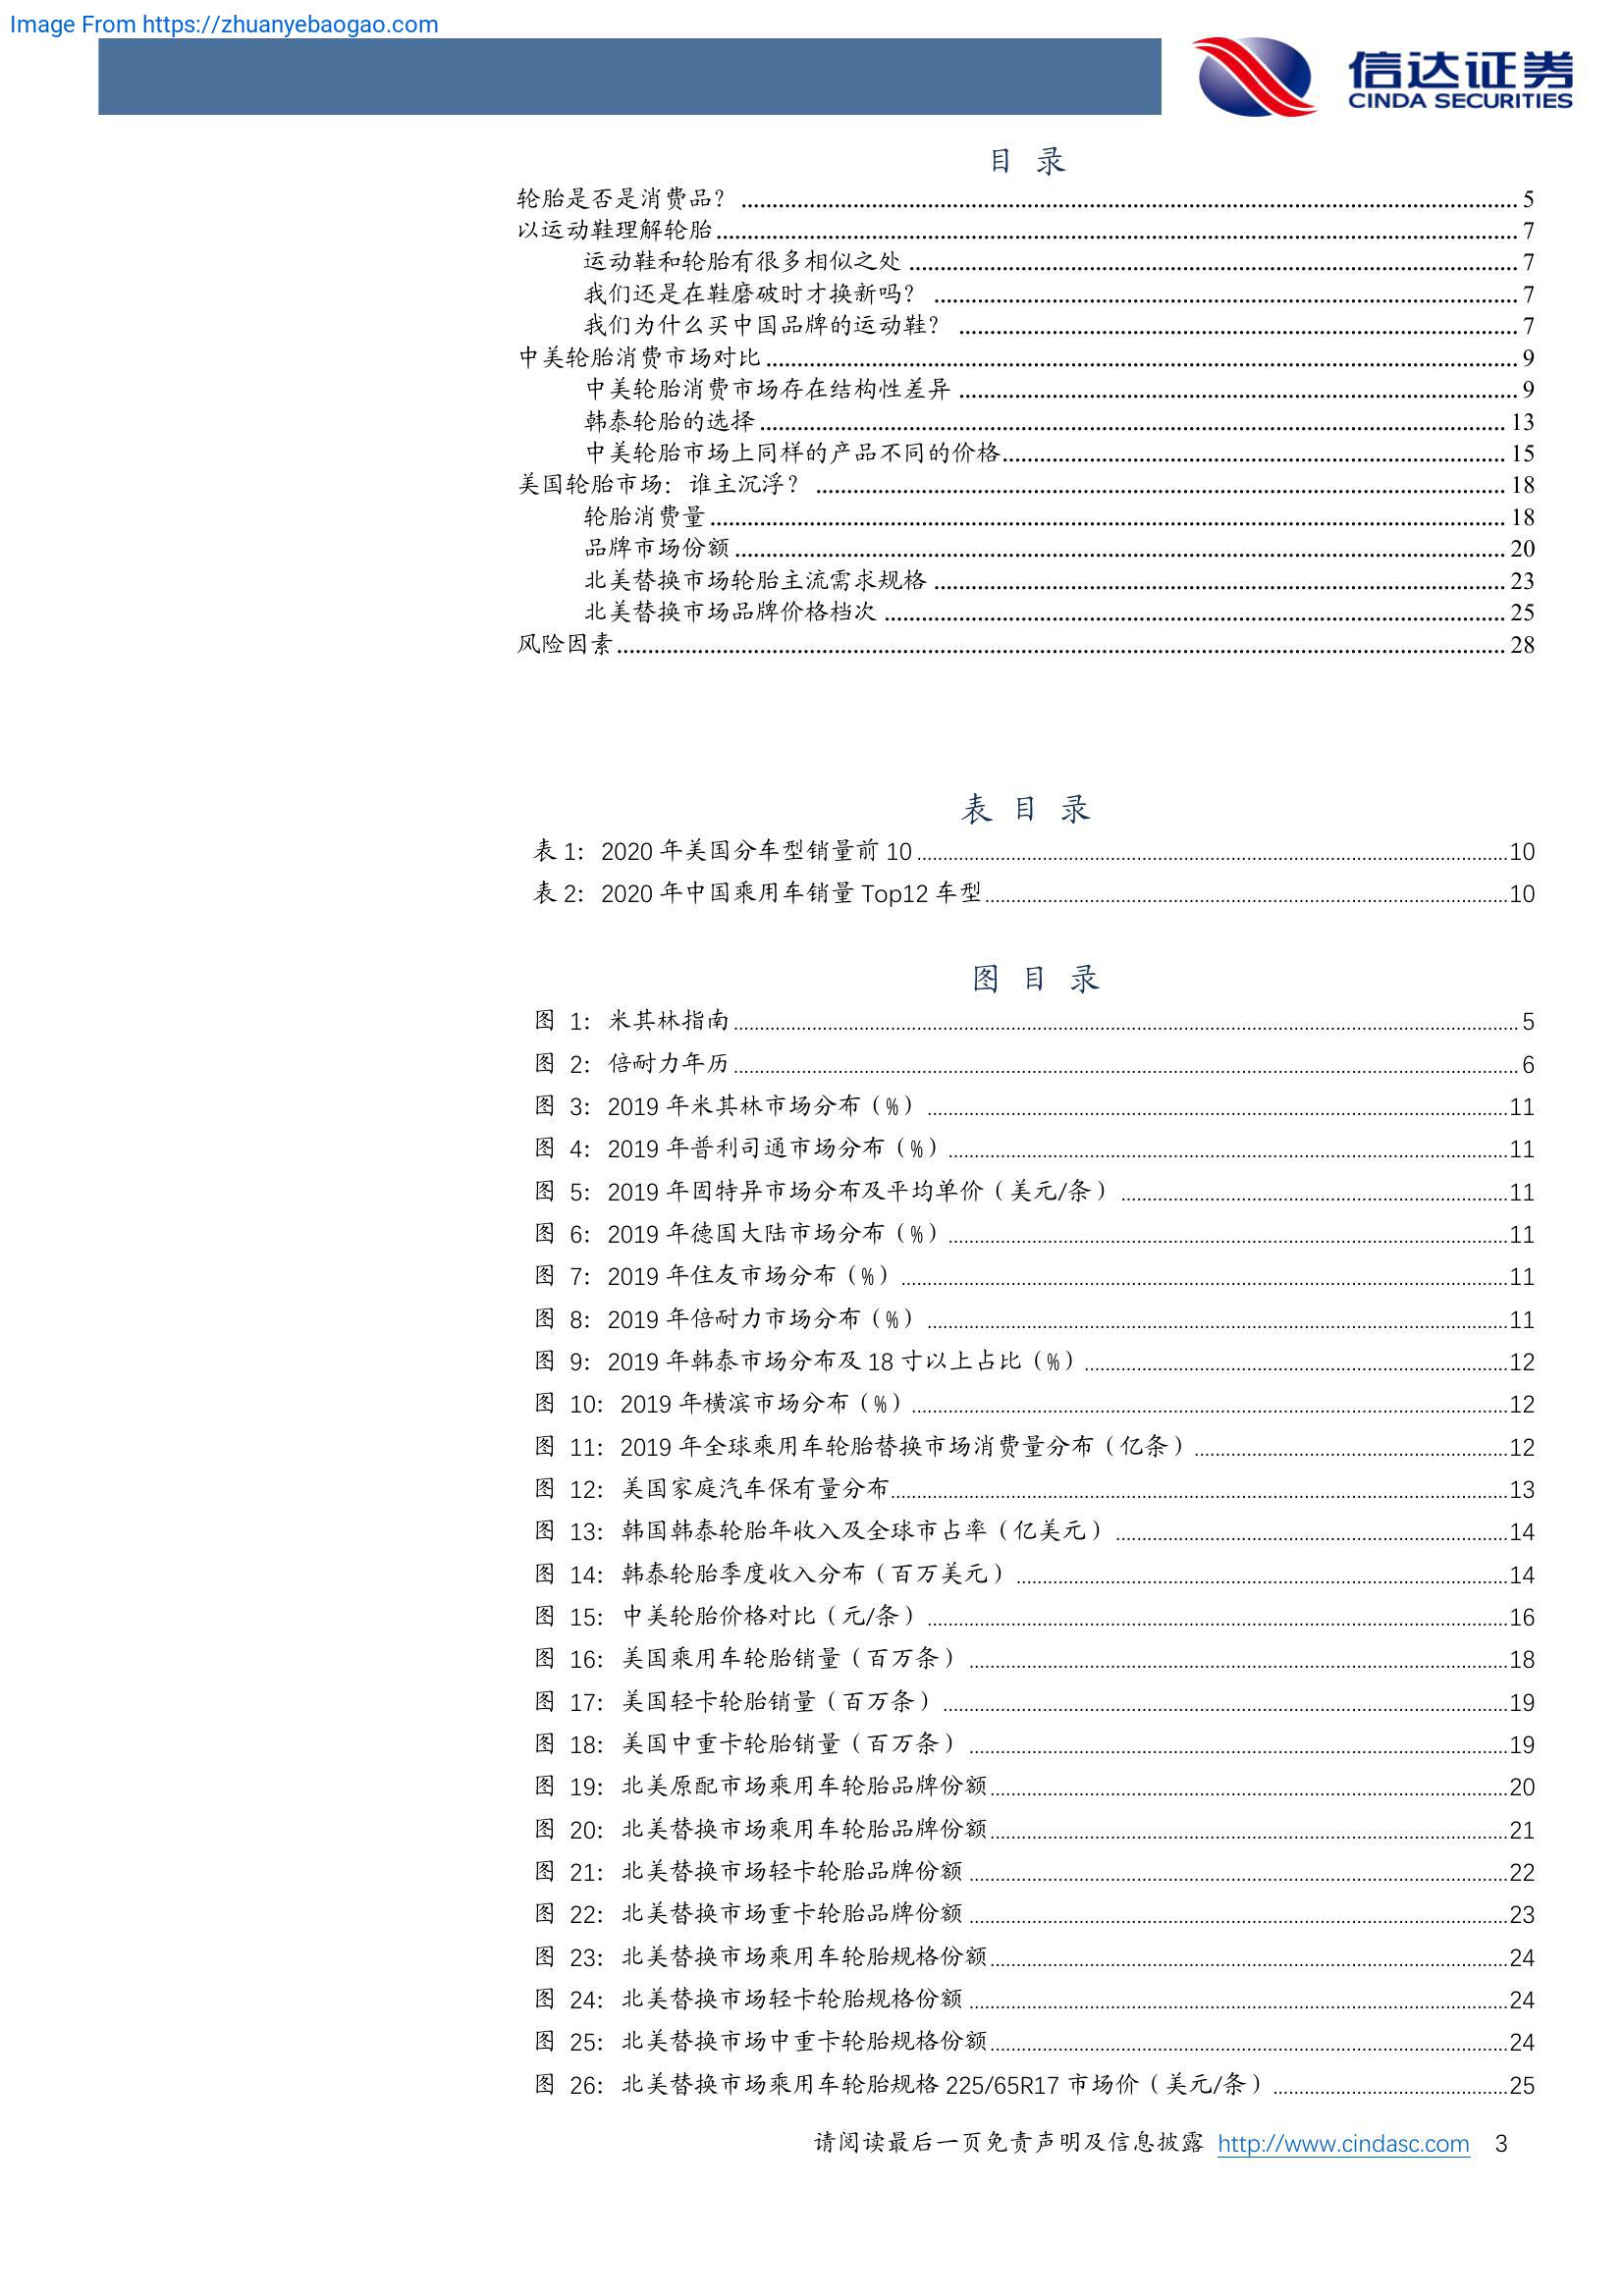 Image From https://zhuanyebaogao.com
信达证券
CINDA SECURITIES
目 录
轮胎是否是消费品？ 5
以运动鞋理解轮胎 7
运动鞋和轮胎有很多相似之处 7
我们还是在鞋磨破时才换新吗？ 7
我们为什么买中国品牌的运动鞋？ 7
中美轮胎消费市场对比 9
中美轮胎消费市场存在结构性差异 9
韩泰轮胎的选择 13
中美轮胎市场上同样的产品不同的价格 15
美国轮胎市场：谁主沉浮？ 18
轮胎消费量 18
品牌市场份额 20
北美替换市场轮胎主流需求规格 23
北美替换市场品牌价格档次 25
风险因素 28
表 目 录
表 1：2020 年美国分车型销量前 10 10
表 2：2020 年中国乘用车销量 Top12 车型 10
图 目 录
图 1：米其林指南 5
图 2：倍耐力年历 6
图 3：2019 年米其林市场分布（%） 11
图 4：2019 年普利司通市场分布（%） 11
图 5：2019 年固特异市场分布及平均单价（美元/条） 11
图 6：2019 年德国大陆市场分布（%） 11
图 7：2019 年住友市场分布（%） 11
图 8：2019 年倍耐力市场分布（%） 11
图 9：2019 年韩泰市场分布及 18 寸以上占比（%） 12
图 10：2019 年横滨市场分布（%） 12
图 11：2019 年全球乘用车轮胎替换市场消费量分布（亿条） 12
图 12：美国家庭汽车保有量分布 13
图 13：韩国韩泰轮胎年收入及全球市占率（亿美元） 14
图 14：韩泰轮胎季度收入分布（百万美元） 14
图 15：中美轮胎价格对比（元/条） 16
图 16：美国乘用车轮胎销量（百万条） 18
图 17：美国轻卡轮胎销量（百万条） 19
图 18：美国中重卡轮胎销量（百万条） 19
图 19：北美原配市场乘用车轮胎品牌份额 20
图 20：北美替换市场乘用车轮胎品牌份额 21
图 21：北美替换市场轻卡轮胎品牌份额 22
图 22：北美替换市场重卡轮胎品牌份额 23
图 23：北美替换市场乘用车轮胎规格份额 24
图 24：北美替换市场轻卡轮胎规格份额 24
图 25：北美替换市场中重卡轮胎规格份额 24
图 26：北美替换市场乘用车轮胎规格 225/65R17 市场价（美元/条） 25
请阅读最后一页免责声明及信息披露 http://www.cindasc.com 3